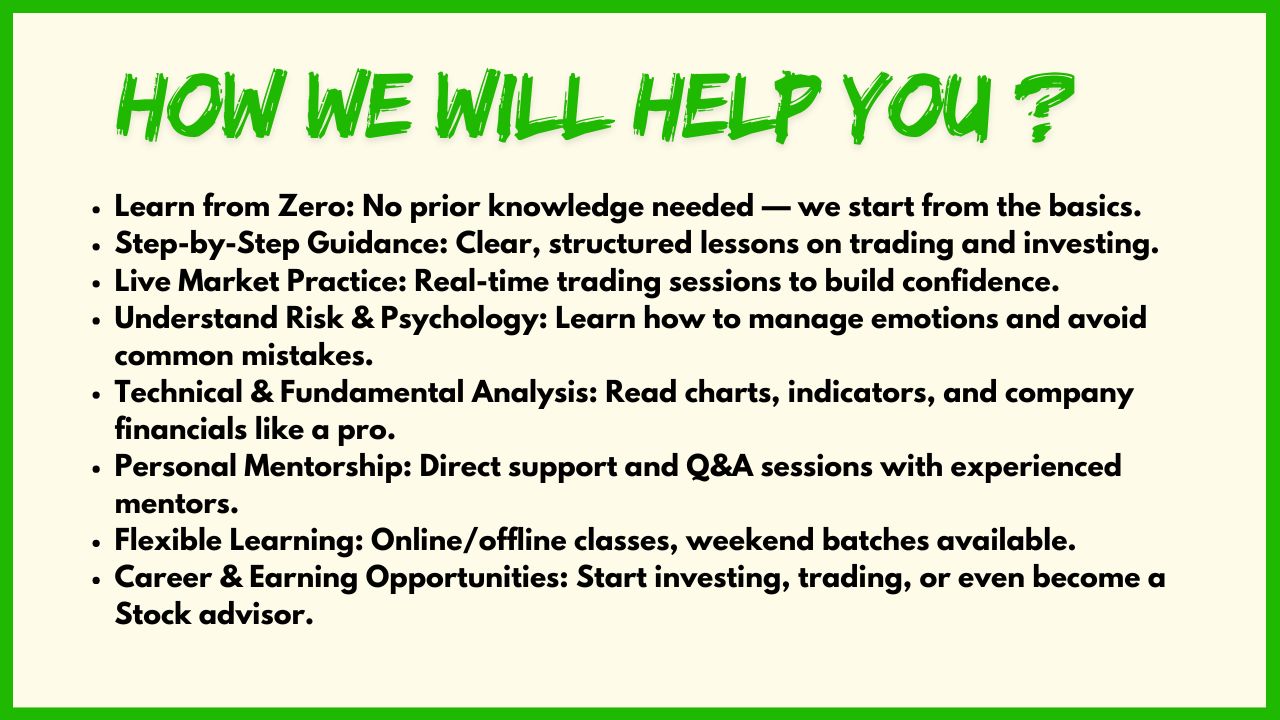 HOW WE WILL HELP YOU ?
• Learn from Zero: No prior knowledge needed — we start from the basics.
• Step-by-Step Guidance: Clear, structured lessons on trading and investing.
• Live Market Practice: Real-time trading sessions to build confidence.
• Understand Risk & Psychology: Learn how to manage emotions and avoid
common mistakes.
• Technical & Fundamental Analysis: Read charts, indicators, and company
financials like a pro.
• Personal Mentorship: Direct support and Q&A sessions with experienced
mentors.
• Flexible Learning: Online/offline classes, weekend batches available.
• Career & Earning Opportunities: Start investing, trading, or even become a
Stock advisor.